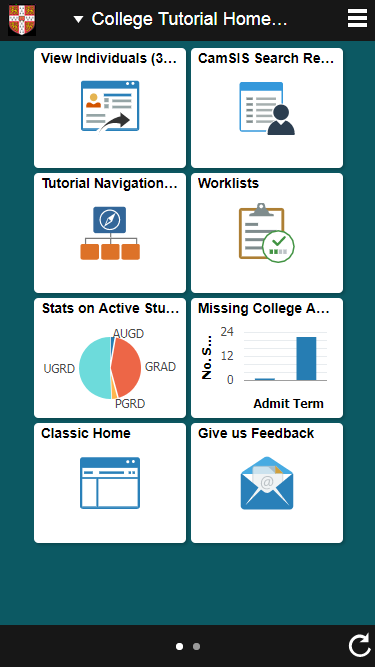 College Tutorial Home...
View Individuals (3...
CamSIS Search Re...
Tutorial Navigation...
Worklists
Stats on Active Stu...
AUGD
UGRD
GRAD
PGRD
Missing College A...
No. S...
24
12
0
Admit Term
Classic Home
Give us Feedback
@